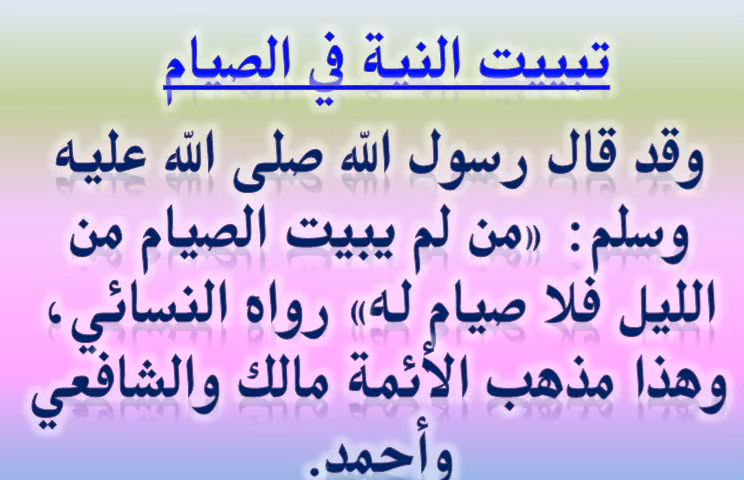 تبييت النية في الصيام
وقد قال رسول الله صلى الله عليه
وسلم: «من لم يبيت الصيام من
الليل فلا صيام له» رواه النسائي،
وهذا مذهب الأئمة مالك والشافعي
وأحمد.